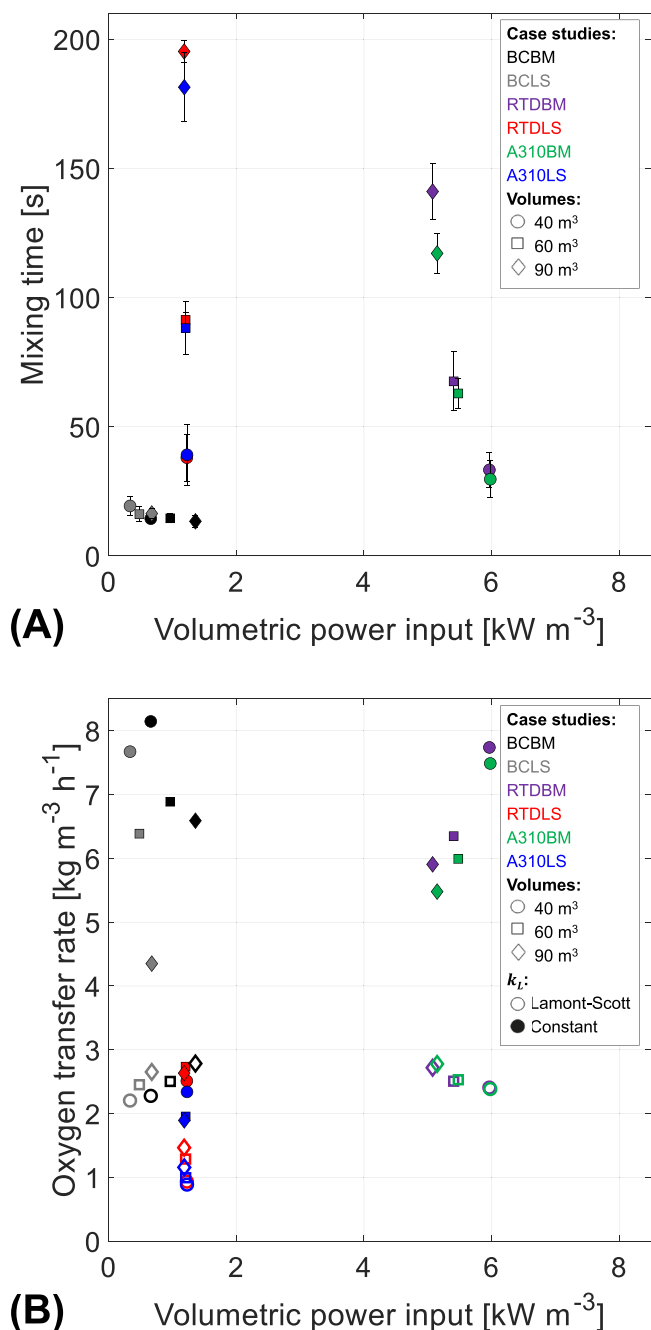 200
150
100
50
0
Mixing time [s]
Case studies:
BCBM
BCLS
RTDBM
RTDLS
A310BM
A310LS
Volumes:
40 m³
60 m³
90 m³
0 2 4 6 8
Volumetric power input [kW m⁻³]
(A)
8
7
6
5
4
3
2
1
0
Oxygen transfer rate [kg m⁻³ h⁻¹]
Case studies:
BCBM
BCLS
RTDBM
RTDLS
A310BM
A310LS
Volumes:
40 m³
60 m³
90 m³
k_L:
Lamont-Scott
Constant
0 2 4 6 8
Volumetric power input [kW m⁻³]
(B)